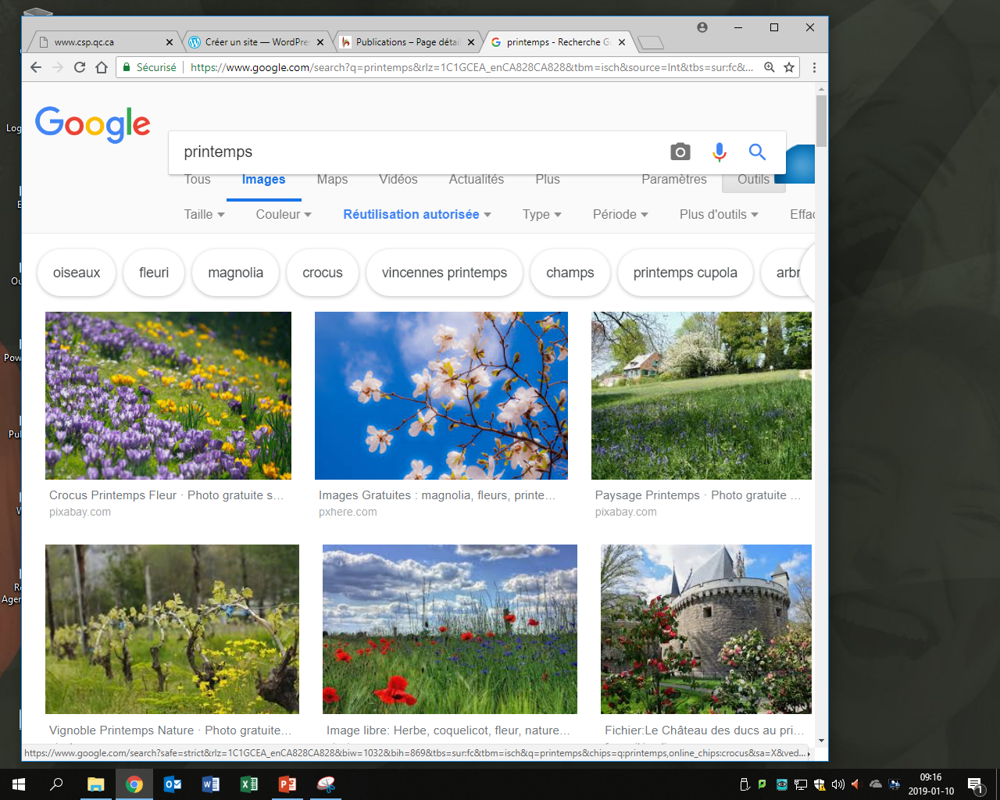 www.csp.qc.ca
Créer un site — WordPre
Publications – Page détai
printemps - Recherche G
Sécurisé
https://www.google.com/search?q=printemps&rlz=1C1GCEA_enCA828CA828&tbm=isch&source=lnt&tbs=sur:fc&...
Google
printemps
Tous
Images
Maps
Vidéos
Actualités
Plus
Paramètres
Outils
Taille
Couleur
Réutilisation autorisée
Type
Période
Plus d'outils
Effac
oiseaux
fleuri
magnolia
crocus
vincennes printemps
champs
printemps cupola
arbr
Crocus Printemps Fleur · Photo gratuite s...
pixabay.com
Images Gratuites : magnolia, fleurs, printe...
pxhere.com
Paysage Printemps · Photo gratuite ...
pixabay.com
Vignoble Printemps Nature · Photo gratuite...
Image libre: Herbe, coquelicot, fleur, nature...
Fichier:Le Château des ducs au pri...
https://www.google.com/search?safe=strict&rlz=1C1GCEA_enCA828CA828&biw=1032&bih=869&tbs=sur:fc&tbm=isch&q=printemps&chips=q:printemps,online_chips:crocus&sa=X&ved...
Log
Ou
Pow
Pul
Agen
09:16
2019-01-10
1